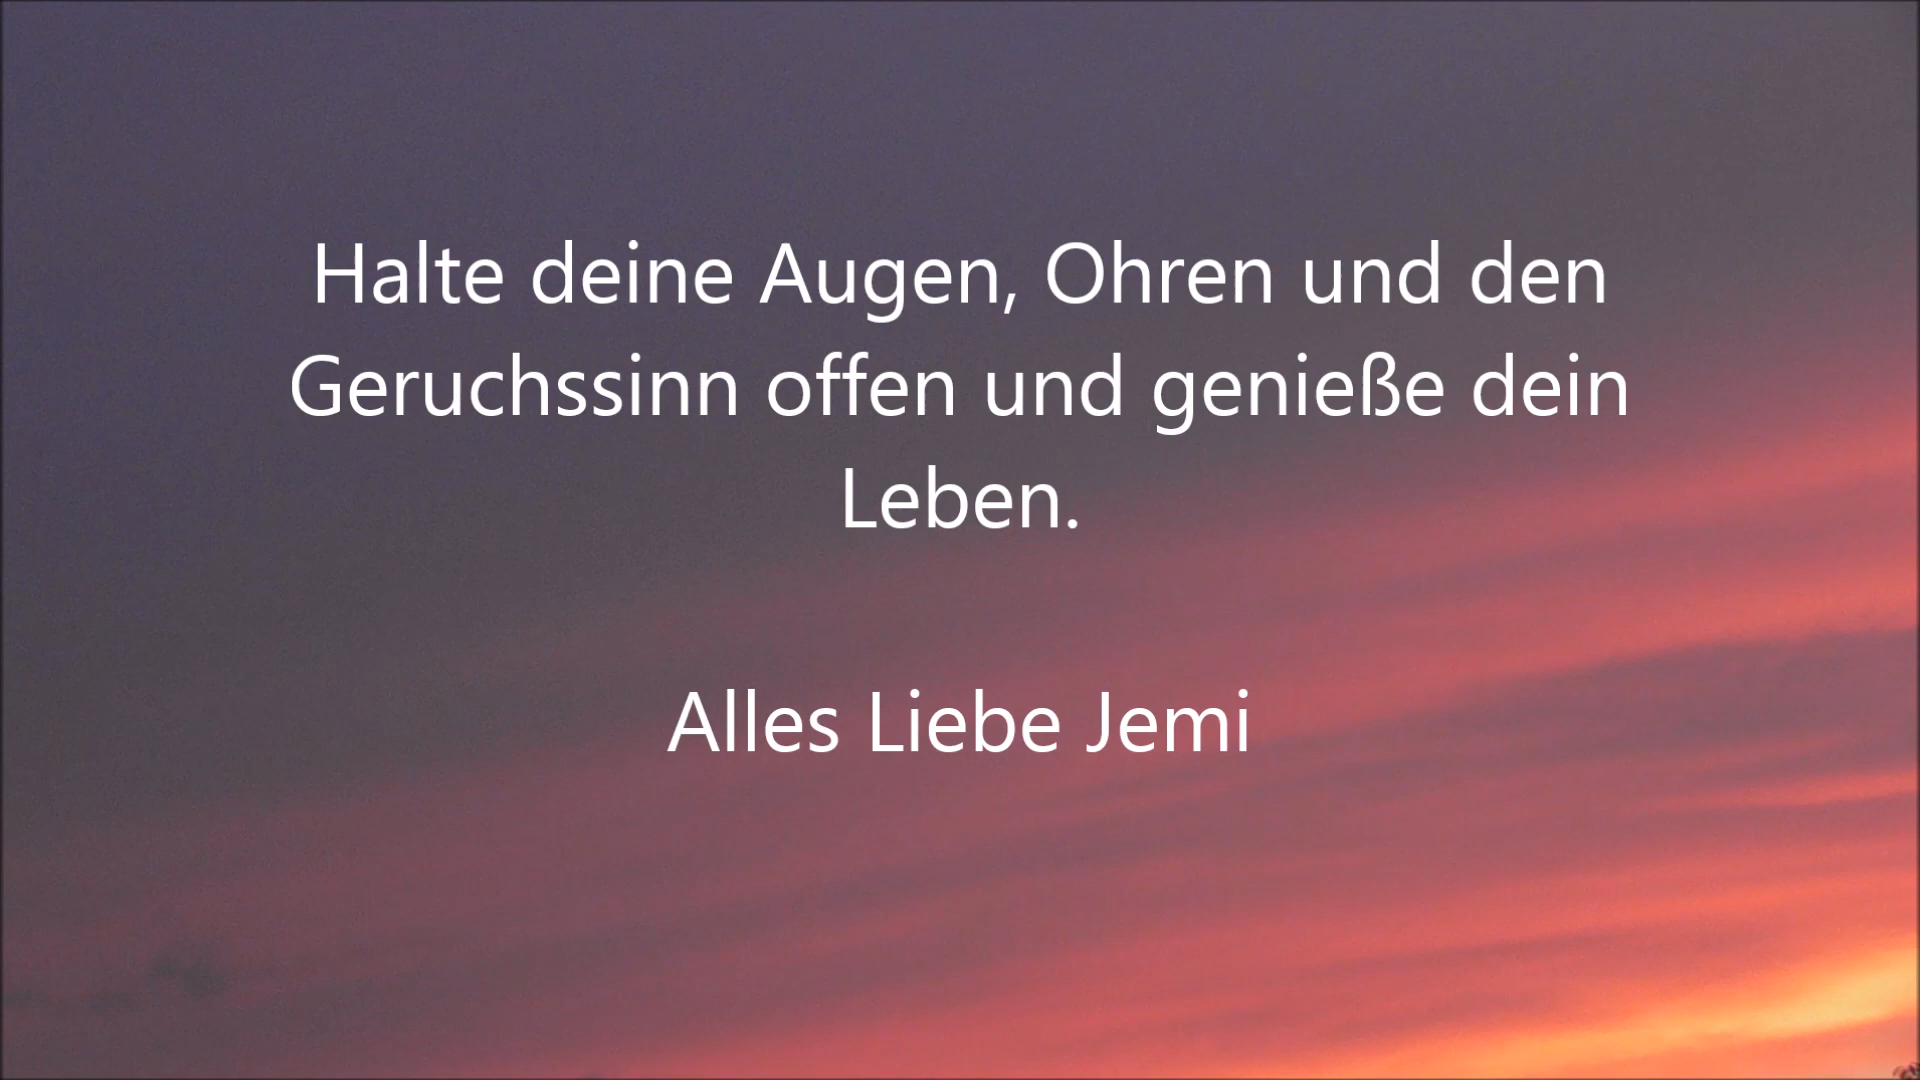 Halte deine Augen, Ohren und den
Geruchssinn offen und genieße dein
Leben.
Alles Liebe Jemi